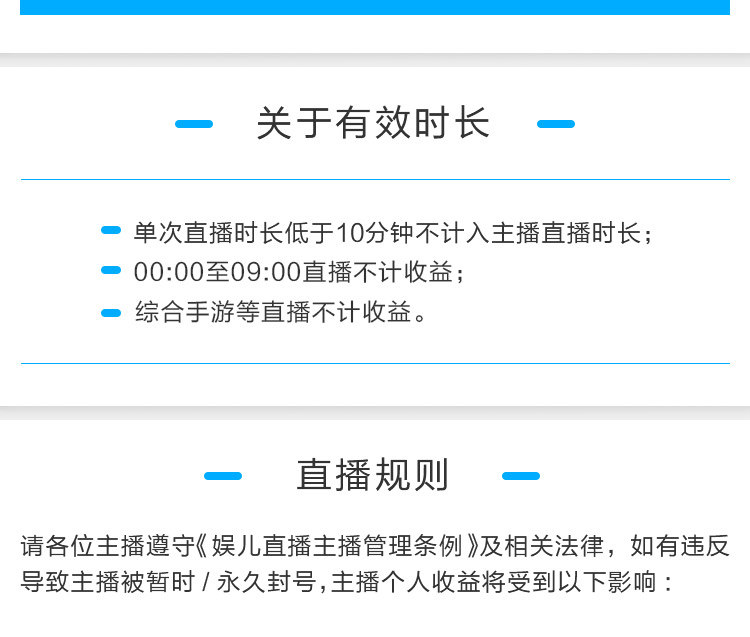 关于有效时长
单次直播时长低于10分钟不计入主播直播时长；
00:00至09:00直播不计收益；
综合手游等直播不计收益。
直播规则
请各位主播遵守《娱儿直播主播管理条例》及相关法律，如有违反
导致主播被暂时 / 永久封号，主播个人收益将受到以下影响：